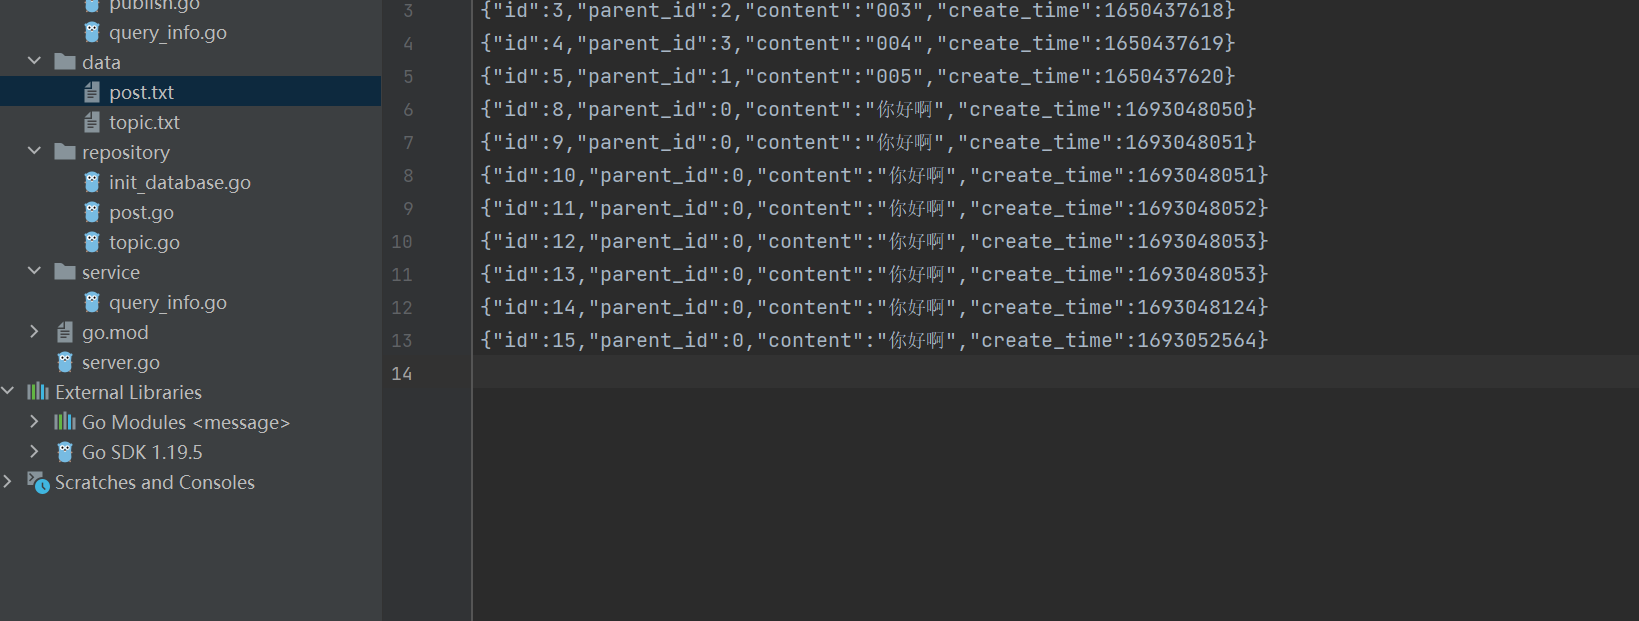 publish.go
query_info.go
data
post.txt
topic.txt
repository
init_database.go
post.go
topic.go
service
query_info.go
go.mod
server.go
External Libraries
Go Modules <message>
Go SDK 1.19.5
Scratches and Consoles
3 {"id":3,"parent_id":2,"content":"003","create_time":1650437618}
4 {"id":4,"parent_id":3,"content":"004","create_time":1650437619}
5 {"id":5,"parent_id":1,"content":"005","create_time":1650437620}
6 {"id":8,"parent_id":0,"content":"你好啊","create_time":1693048050}
7 {"id":9,"parent_id":0,"content":"你好啊","create_time":1693048051}
8 {"id":10,"parent_id":0,"content":"你好啊","create_time":1693048051}
9 {"id":11,"parent_id":0,"content":"你好啊","create_time":1693048052}
10 {"id":12,"parent_id":0,"content":"你好啊","create_time":1693048053}
11 {"id":13,"parent_id":0,"content":"你好啊","create_time":1693048053}
12 {"id":14,"parent_id":0,"content":"你好啊","create_time":1693048124}
13 {"id":15,"parent_id":0,"content":"你好啊","create_time":1693052564}
14